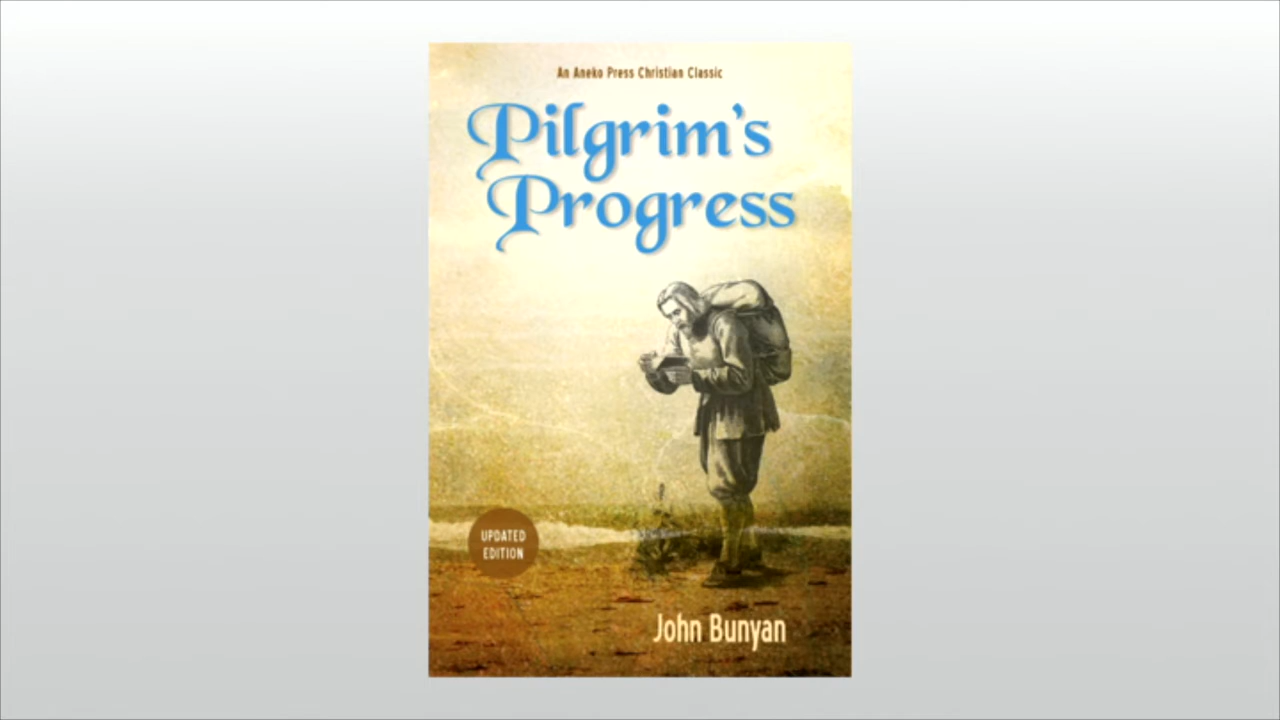 An Aneko Press Christian Classic
Pilgrim's
Progress
UPDATED
EDITION
John Bunyan